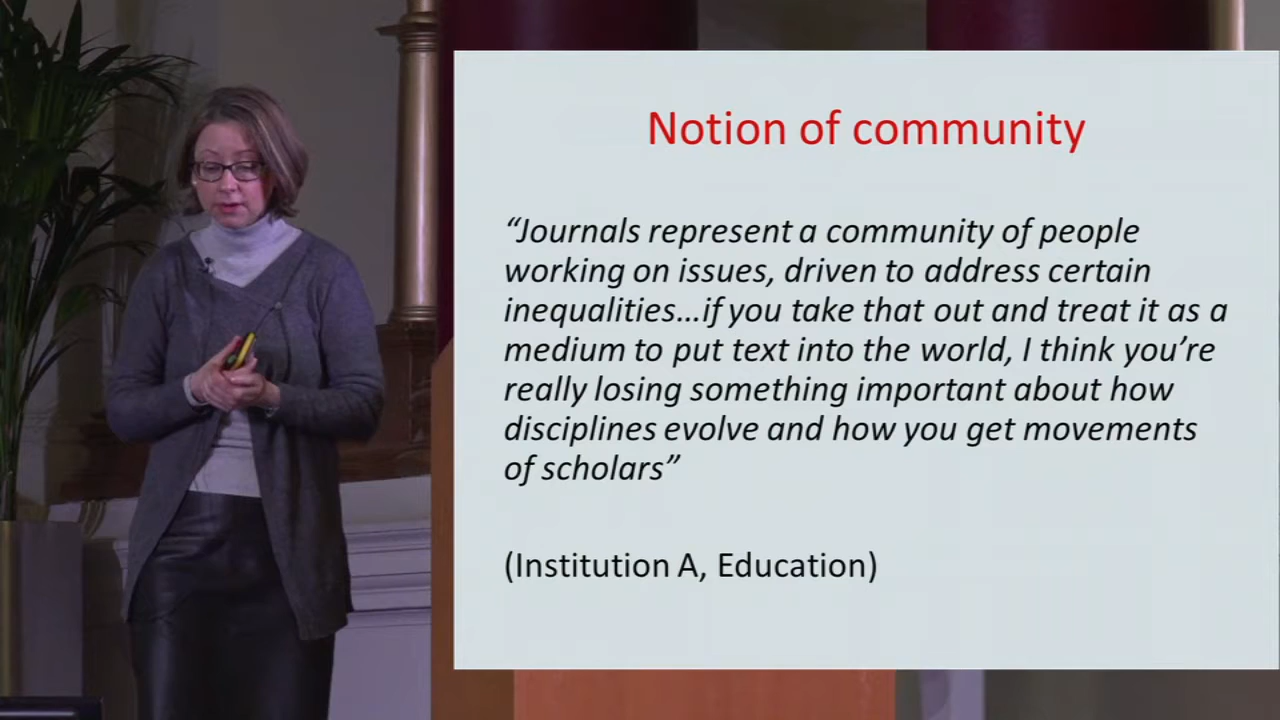 Notion of community
“Journals represent a community of people
working on issues, driven to address certain
inequalities…if you take that out and treat it as a
medium to put text into the world, I think you’re
really losing something important about how
disciplines evolve and how you get movements
of scholars”
(Institution A, Education)